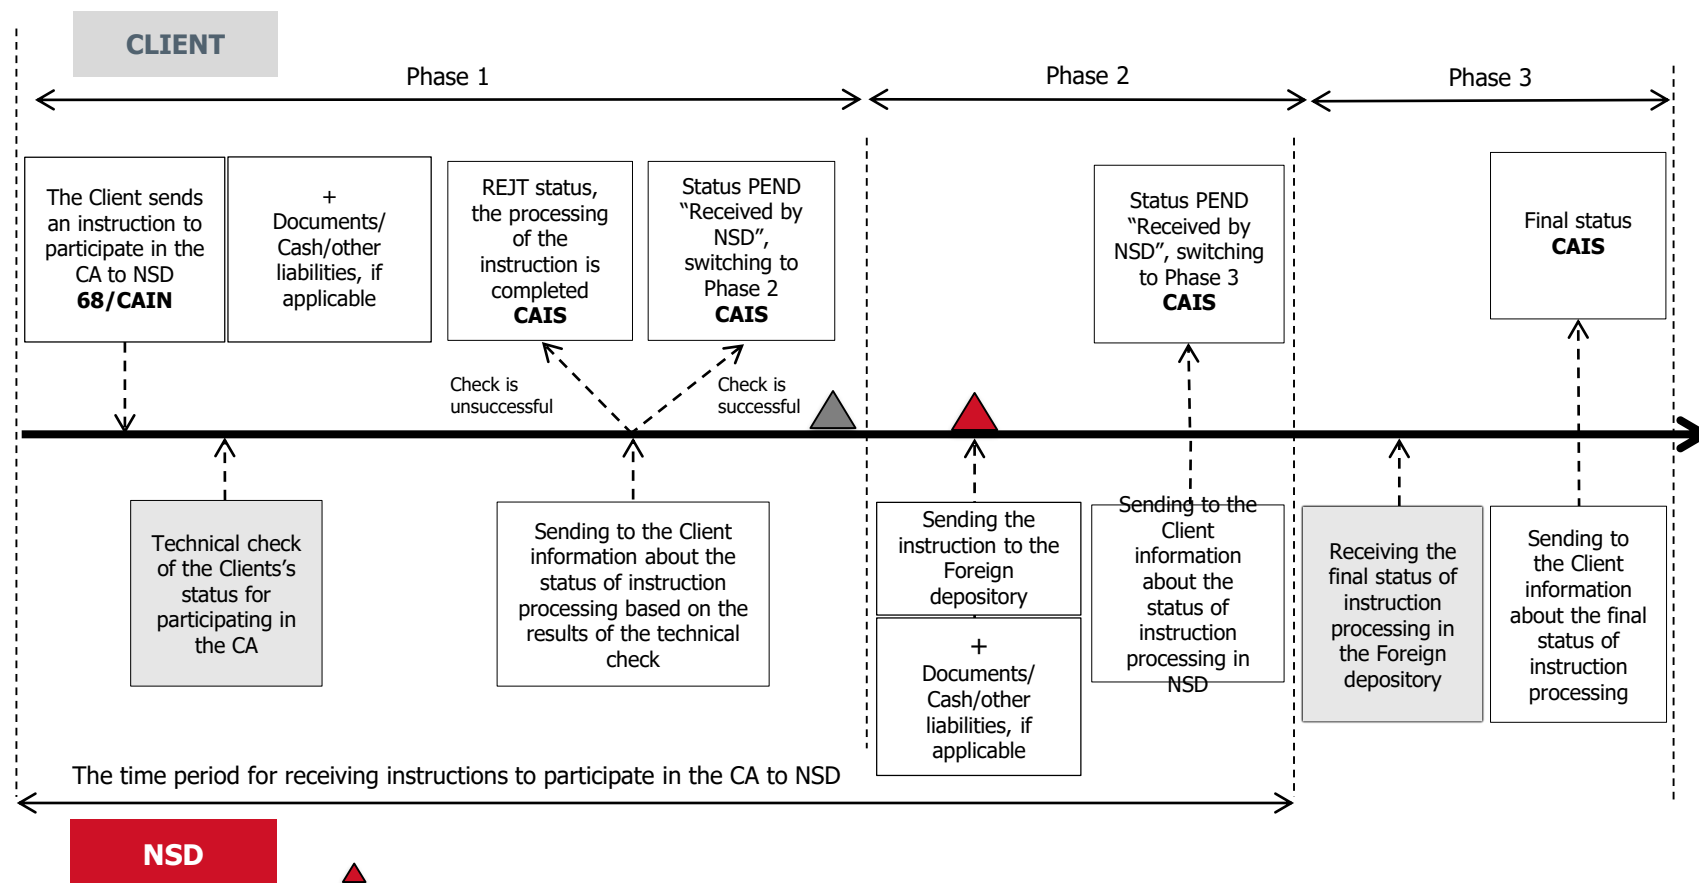 CLIENT
Phase 1
Phase 2
Phase 3
The Client sends
an instruction to
participate in the
CA to NSD
68/CAIN
+
Documents/
Cash/other
liabilities, if
applicable
REJT status,
the processing
of the
instruction is
completed
CAIS
Status PEND
“Received by
NSD”,
switching to
Phase 2
CAIS
Status PEND
“Received by
NSD”, switching
to Phase 3
CAIS
Final status
CAIS
Check is
unsuccessful
Check is
successful
Technical check
of the Clients’s
status for
participating in
the CA
Sending to the Client
information about the
status of instruction
processing based on the
results of the technical
check
Sending the
instruction to the
Foreign
depository
+
Documents/
Cash/other
liabilities, if
applicable
Sending to the
Client
information
about the
status of
instruction
processing in
NSD
Receiving the
final status of
instruction
processing in
the Foreign
depository
Sending to
the Client
information
about the final
status of
instruction
processing
The time period for receiving instructions to participate in the CA to NSD
NSD